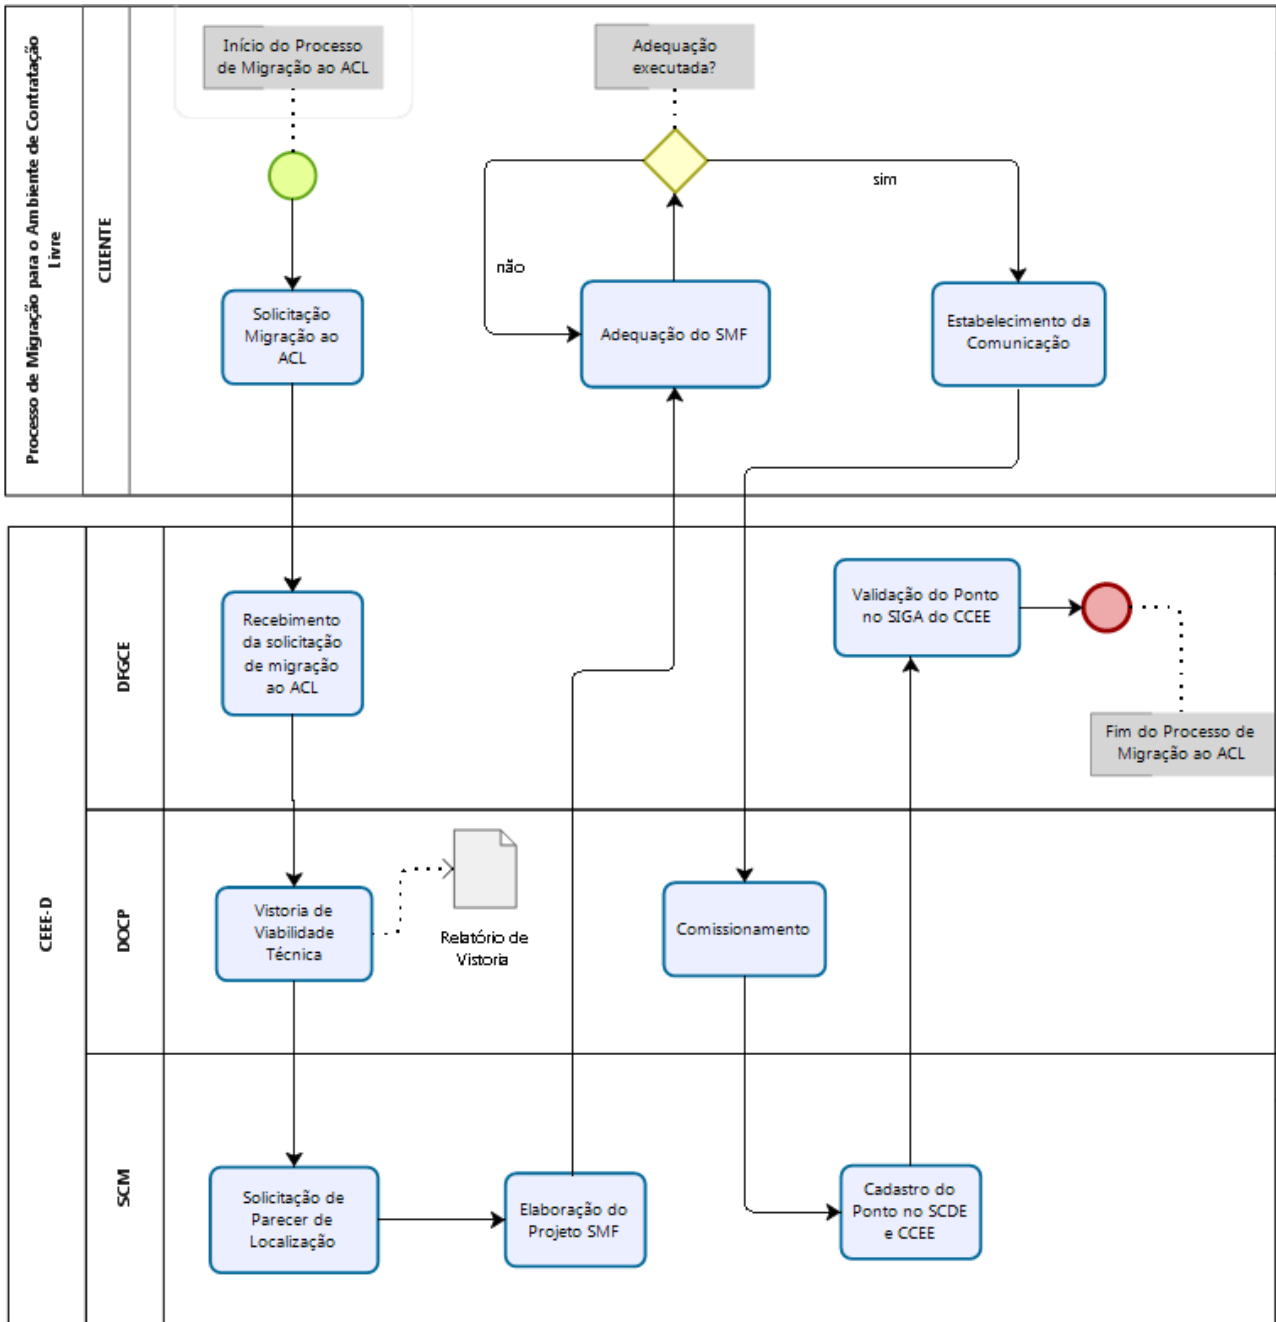 Processo de Migração para o Ambiente de Contratação
Livre
CLIENTE
Início do Processo
de Migração ao ACL
Adequação
executada?
sim
não
Solicitação
Migração ao
ACL
Adequação do SMF
Estabelecimento da
Comunicação
CEEE-D
DFGCE
Recebimento
da solicitação
de migração
ao ACL
Validação do Ponto
no SIGA do CCEE
Fim do Processo de
Migração ao ACL
DOCP
Vistoria de
Viabilidade
Técnica
Relatório de
Vistoria
Comissionamento
SCM
Solicitação de
Parecer de
Localização
Elaboração do
Projeto SMF
Cadastro do
Ponto no SCDE
e CCEE